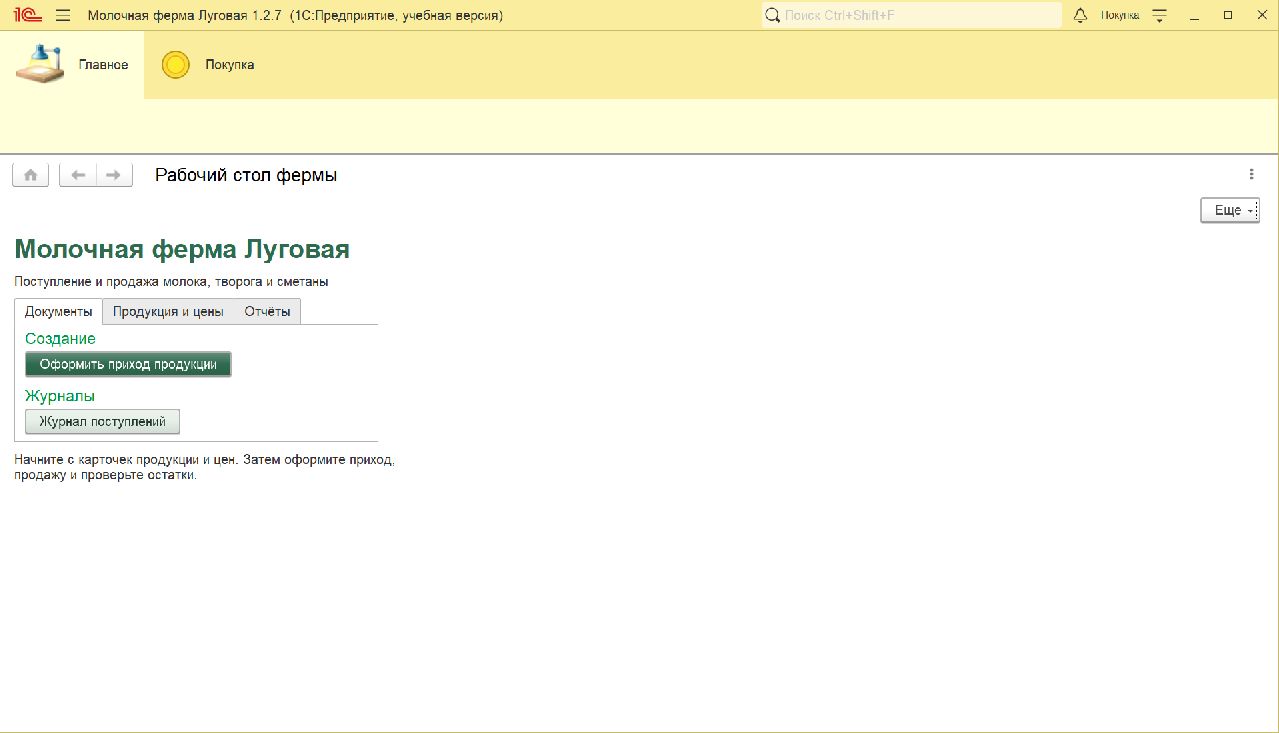 1С Молочная ферма Луговая 1.2.7 (1С:Предприятие, учебная версия) Поиск Ctrl+Shift+F Покупка
Главное Покупка
Рабочий стол фермы
Еще
Молочная ферма Луговая
Поступление и продажа молока, творога и сметаны
Документы Продукция и цены Отчёты
Создание
Оформить приход продукции
Журналы
Журнал поступлений
Начните с карточек продукции и цен. Затем оформите приход,
продажу и проверьте остатки.